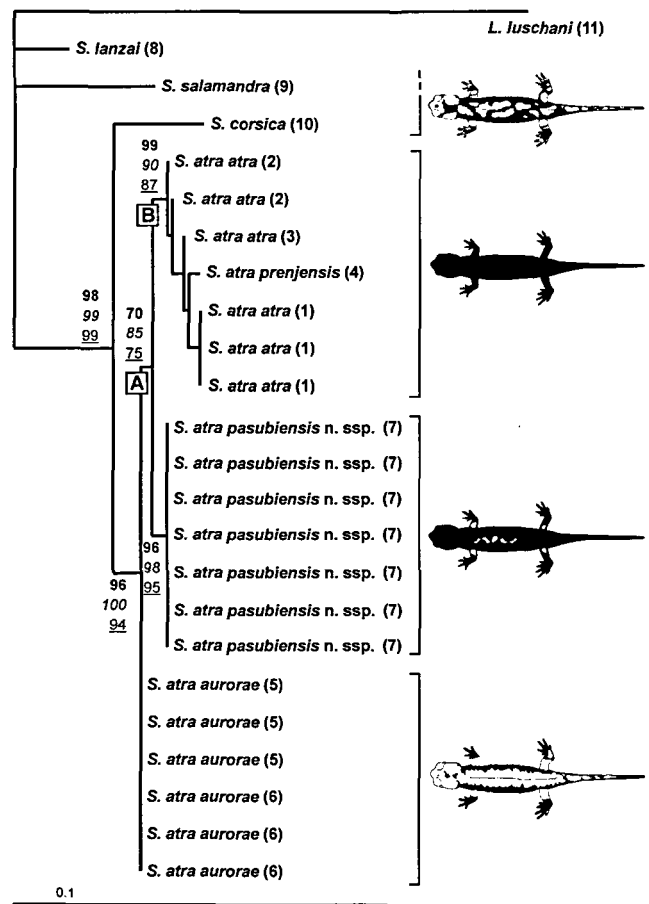 L. luschani (11)
S. lanzai (8)
S. salamandra (9)
S. corsica (10)
99
90
87
B
S. atra atra (2)
S. atra atra (2)
S. atra atra (3)
S. atra prenjensis (4)
98
99
99
70
85
75
A
S. atra atra (1)
S. atra atra (1)
S. atra atra (1)
S. atra pasubiensis n. ssp. (7)
S. atra pasubiensis n. ssp. (7)
S. atra pasubiensis n. ssp. (7)
S. atra pasubiensis n. ssp. (7)
96
98
95
S. atra pasubiensis n. ssp. (7)
S. atra pasubiensis n. ssp. (7)
S. atra pasubiensis n. ssp. (7)
96
100
94
S. atra aurorae (5)
S. atra aurorae (5)
S. atra aurorae (5)
S. atra aurorae (6)
S. atra aurorae (6)
S. atra aurorae (6)
0.1